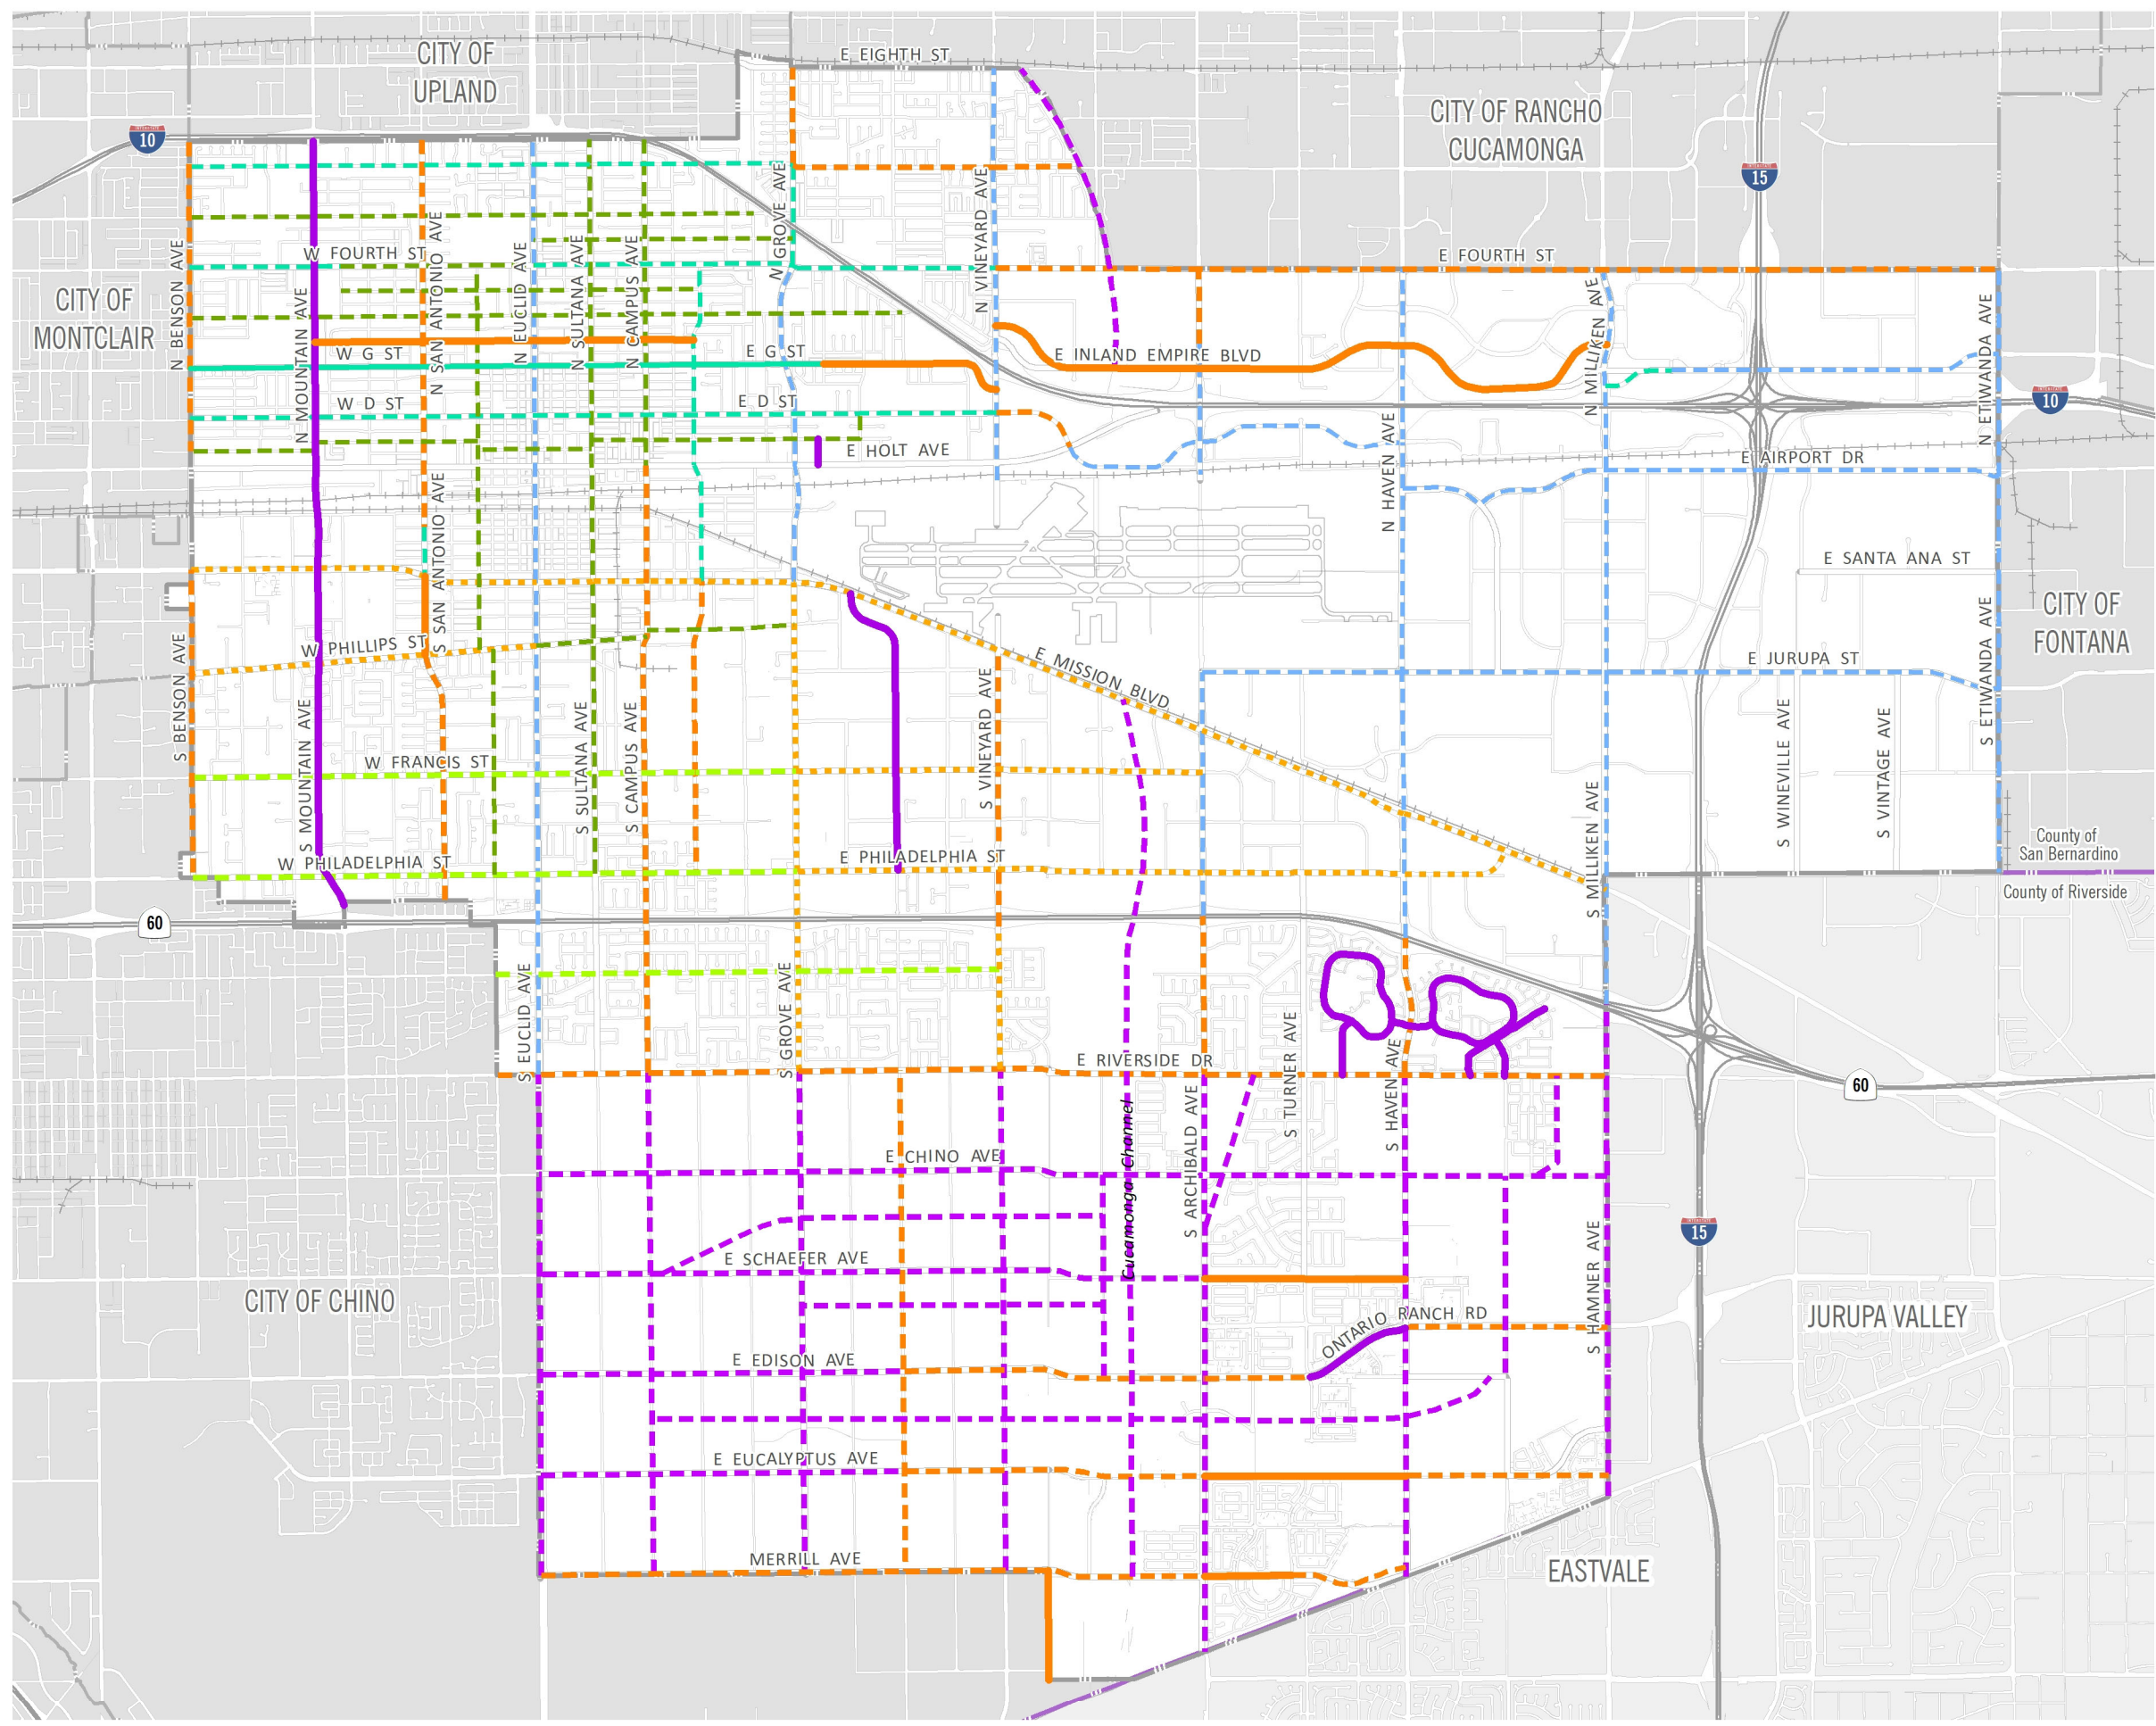 E EIGHTH ST
CITY OF
UPLAND
CITY OF RANCHO
CUCAMONGA
INTERSTATE
10
INTERSTATE
15
N GROVE AVE
N VINEYARD AVE
W FOURTH ST
E FOURTH ST
N BENSON AVE
N MOUNTAIN AVE
N SAN ANTONIO AVE
N EUCLID AVE
N SULTANA AVE
N CAMPUS AVE
N MILLIKEN AVE
N ETIWANDA AVE
CITY OF
MONTCLAIR
W G ST
E G ST
E INLAND EMPIRE BLVD
W D ST
E D ST
INTERSTATE
10
E HOLT AVE
E AIRPORT DR
N HAVEN AVE
E SANTA ANA ST
S SAN ANTONIO AVE
CITY OF
FONTANA
S BENSON AVE
W PHILLIPS ST
E MISSION BLVD
E JURUPA ST
S ETIWANDA AVE
S MOUNTAIN AVE
S SULTANA AVE
S CAMPUS AVE
S VINEYARD AVE
S WINEVILLE AVE
S VINTAGE AVE
W FRANCIS ST
S MILLIKEN AVE
County of
San Bernardino
W PHILADELPHIA ST
E PHILADELPHIA ST
County of Riverside
60
S EUCLID AVE
S GROVE AVE
E RIVERSIDE DR
S TURNER AVE
S HAVEN AVE
60
Cucamonga Channel
S ARCHIBALD AVE
E CHINO AVE
INTERSTATE
15
E SCHAEFER AVE
S HAMNER AVE
CITY OF CHINO
ONTARIO RANCH RD
JURUPA VALLEY
E EDISON AVE
E EUCALYPTUS AVE
MERRILL AVE
EASTVALE